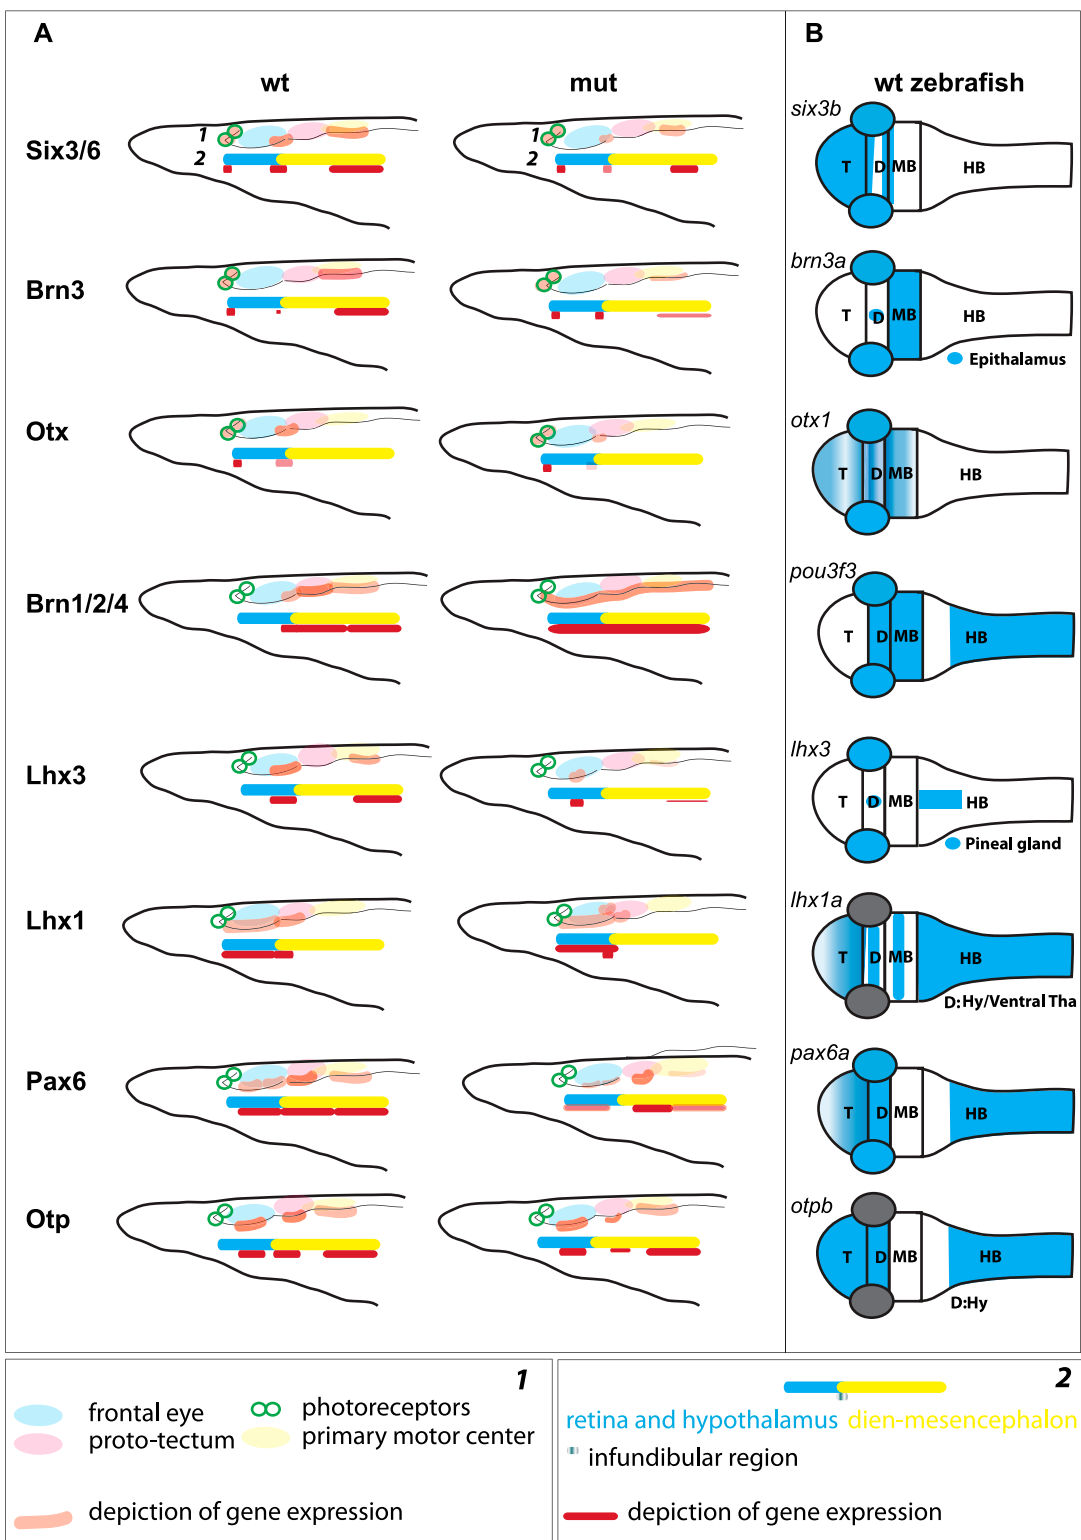 A
B
wt
mut
wt zebrafish
Six3/6
1
2
1
2
six3b
T D MB HB
Brn3
brn3a
T D MB HB
Epithalamus
Otx
otx1
T D MB HB
Brn1/2/4
pou3f3
T D MB HB
Lhx3
lhx3
T D MB HB
Pineal gland
Lhx1
lhx1a
T D MB HB
D:Hy/Ventral Tha
Pax6
pax6a
T D MB HB
Otp
otpb
T D MB HB
D:Hy
1
frontal eye
photoreceptors
proto-tectum
primary motor center
depiction of gene expression
2
retina and hypothalamus dien-mesencephalon
infundibular region
depiction of gene expression